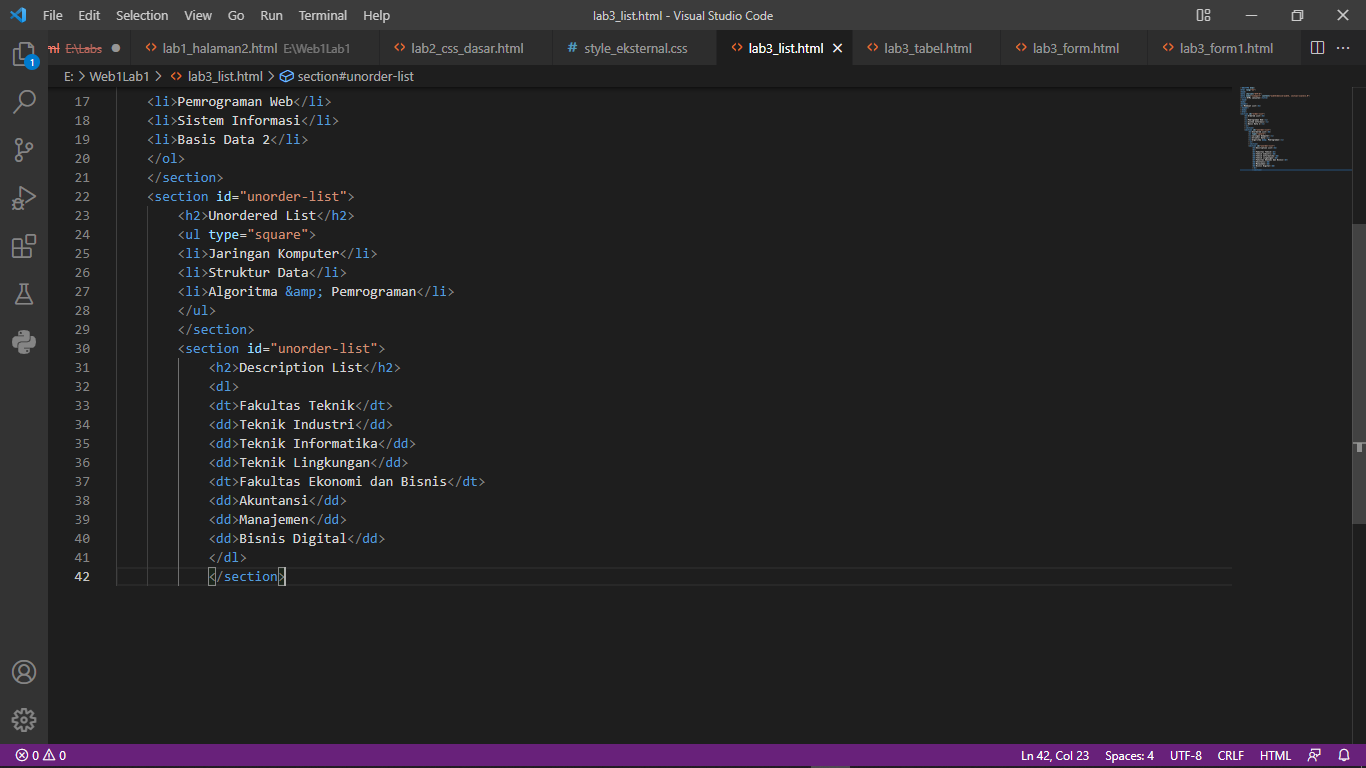 File Edit Selection View Go Run Terminal Help lab3_list.html - Visual Studio Code
ml E:\Labs lab1_halaman2.html E:\Web1Lab1 lab2_css_dasar.html # style_eksternal.css lab3_list.html lab3_tabel.html lab3_form.html lab3_form1.html
E: > Web1Lab1 > lab3_list.html > section#unorder-list
17 <li>Pemrograman Web</li>
18 <li>Sistem Informasi</li>
19 <li>Basis Data 2</li>
20 </ol>
21 </section>
22 <section id="unorder-list">
23 <h2>Unordered List</h2>
24 <ul type="square">
25 <li>Jaringan Komputer</li>
26 <li>Struktur Data</li>
27 <li>Algoritma &amp; Pemrograman</li>
28 </ul>
29 </section>
30 <section id="unorder-list">
31 <h2>Description List</h2>
32 <dl>
33 <dt>Fakultas Teknik</dt>
34 <dd>Teknik Industri</dd>
35 <dd>Teknik Informatika</dd>
36 <dd>Teknik Lingkungan</dd>
37 <dt>Fakultas Ekonomi dan Bisnis</dt>
38 <dd>Akuntansi</dd>
39 <dd>Manajemen</dd>
40 <dd>Bisnis Digital</dd>
41 </dl>
42 </section>
1
0 0 Ln 42, Col 23 Spaces: 4 UTF-8 CRLF HTML